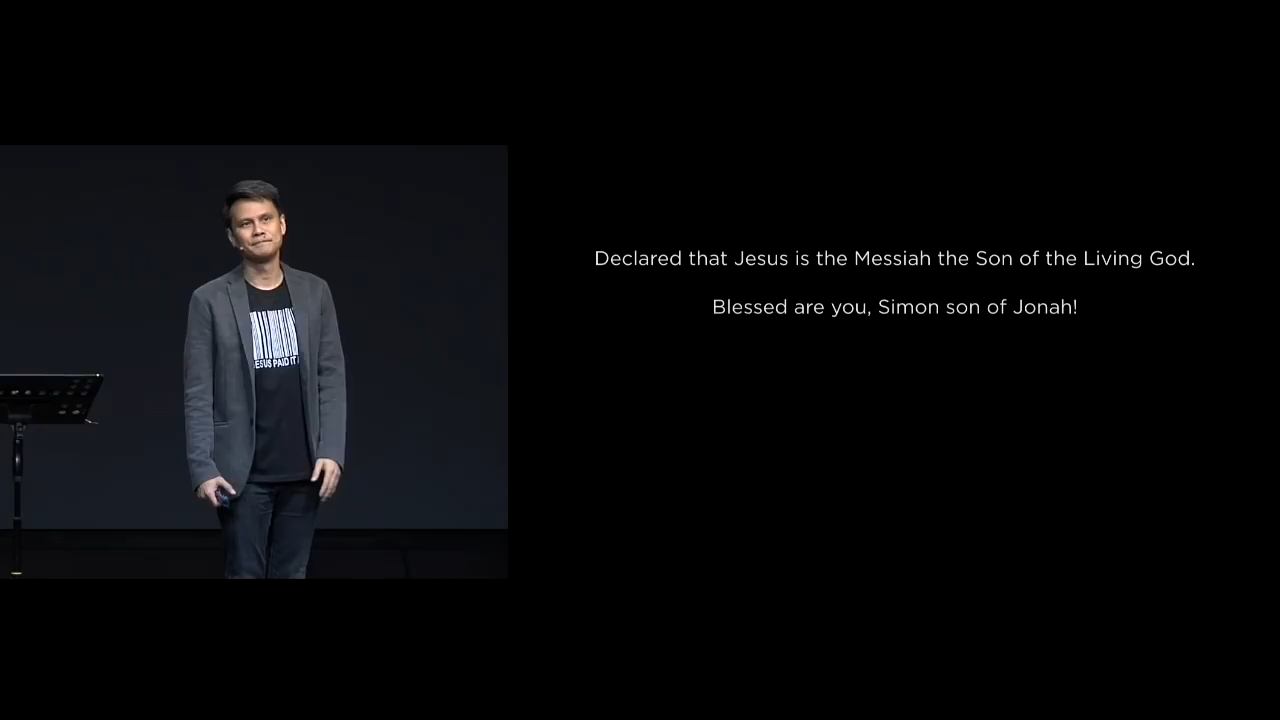 ESUS PAID IT
Declared that Jesus is the Messiah the Son of the Living God.
Blessed are you, Simon son of Jonah!